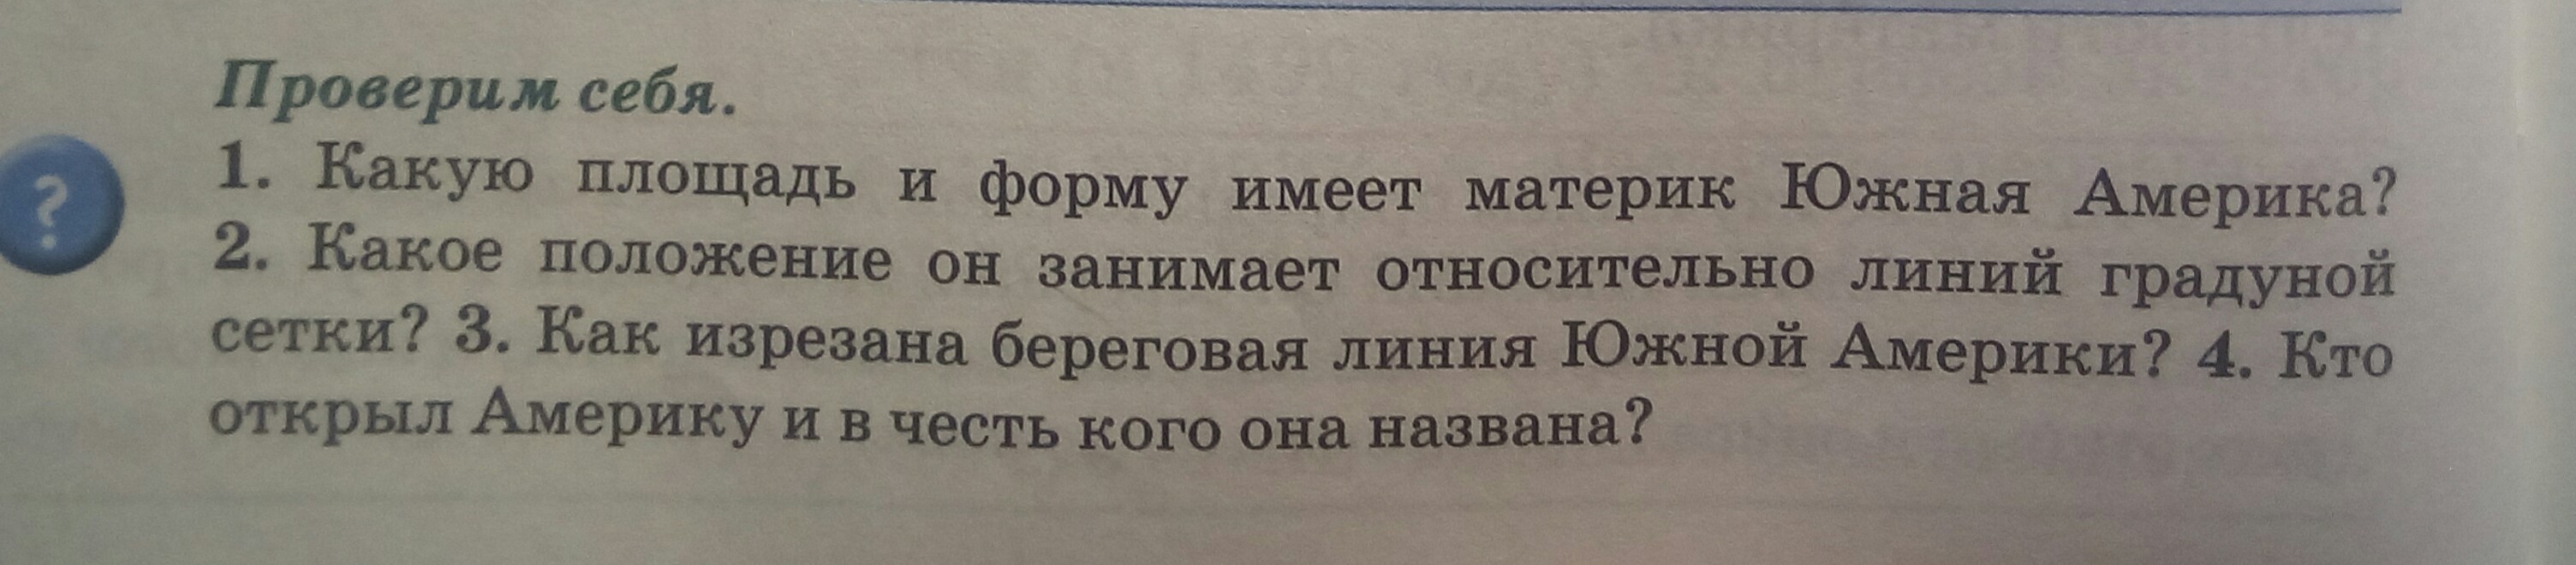 Проверим себя.
1. Какую площадь и форму имеет материк Южная Америка?
2. Какое положение он занимает относительно линий градуной
сетки? 3. Как изрезана береговая линия Южной Америки? 4. Кто
открыл Америку и в честь кого она названа?
?